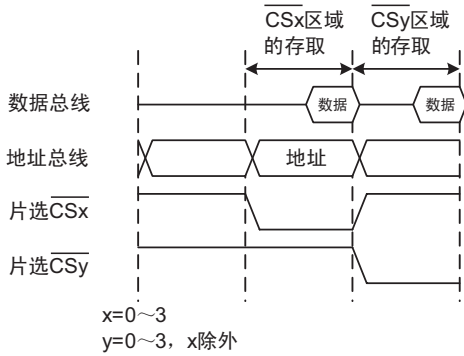 CSx区域 CSy区域
的存取 的存取
数据总线 数据 数据
地址总线 地址
片选CSx
片选CSy
x=0～3
y=0～3，x除外